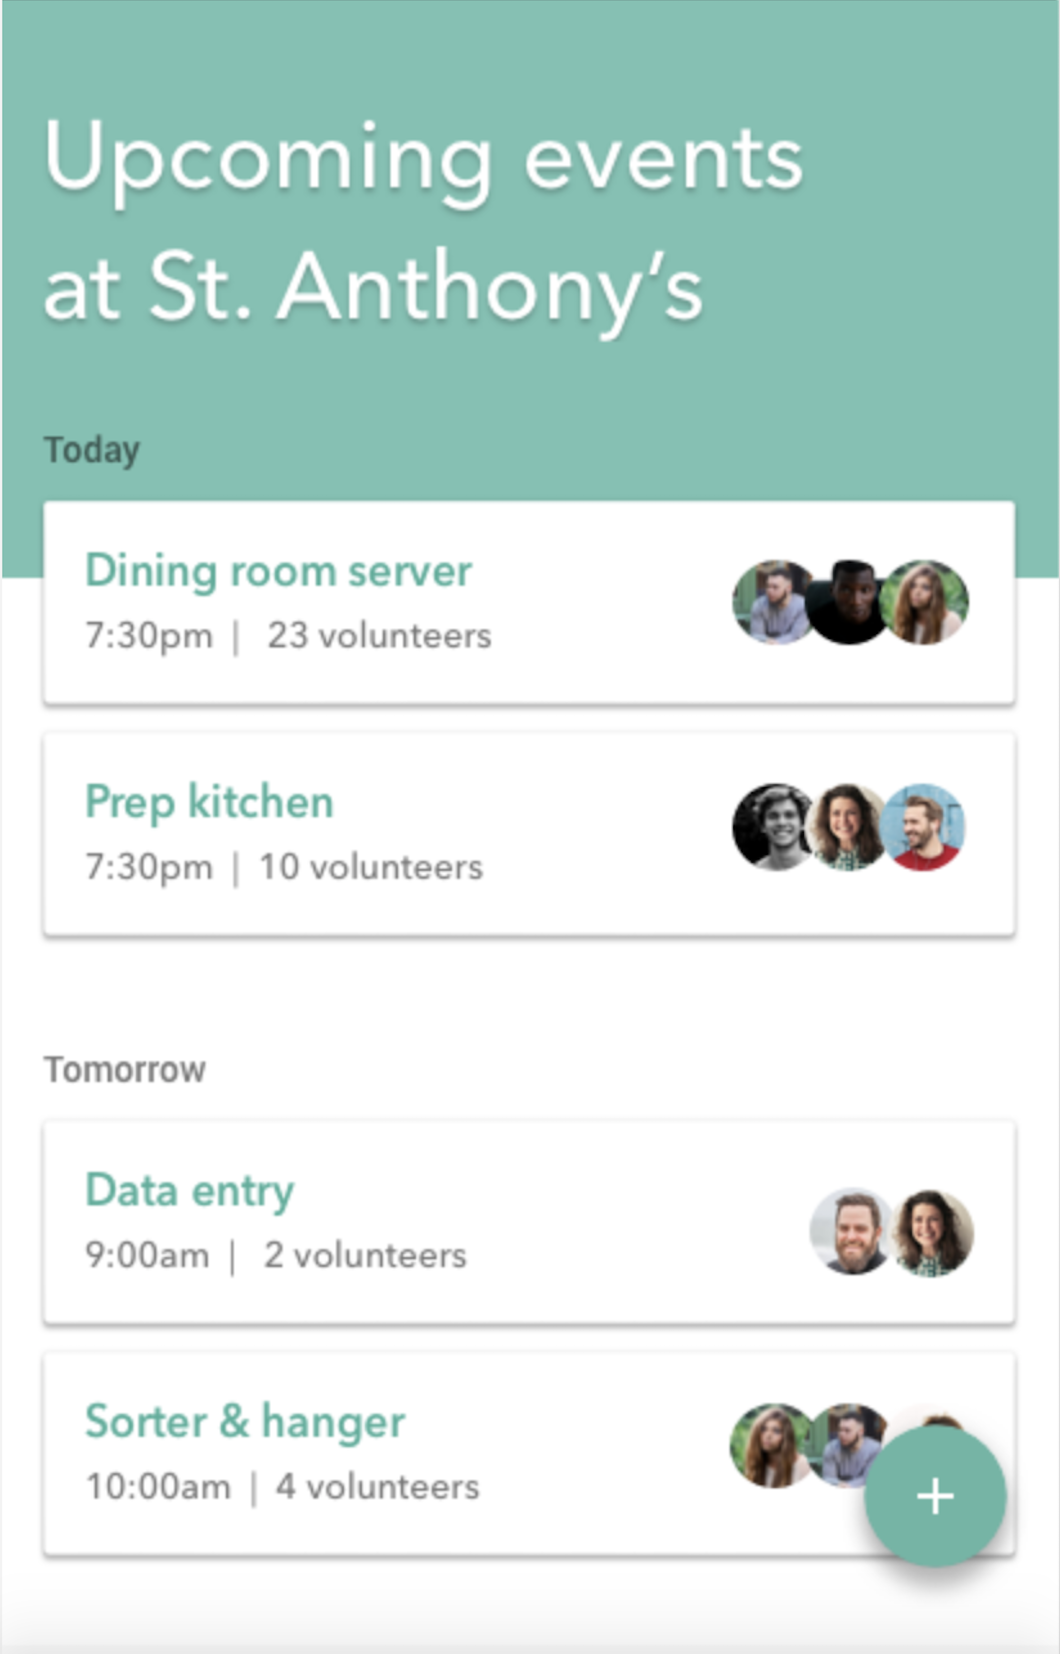 Upcoming events
at St. Anthony’s
Today
Dining room server
7:30pm | 23 volunteers
Prep kitchen
7:30pm | 10 volunteers
Tomorrow
Data entry
9:00am | 2 volunteers
Sorter & hanger
10:00am | 4 volunteers
+